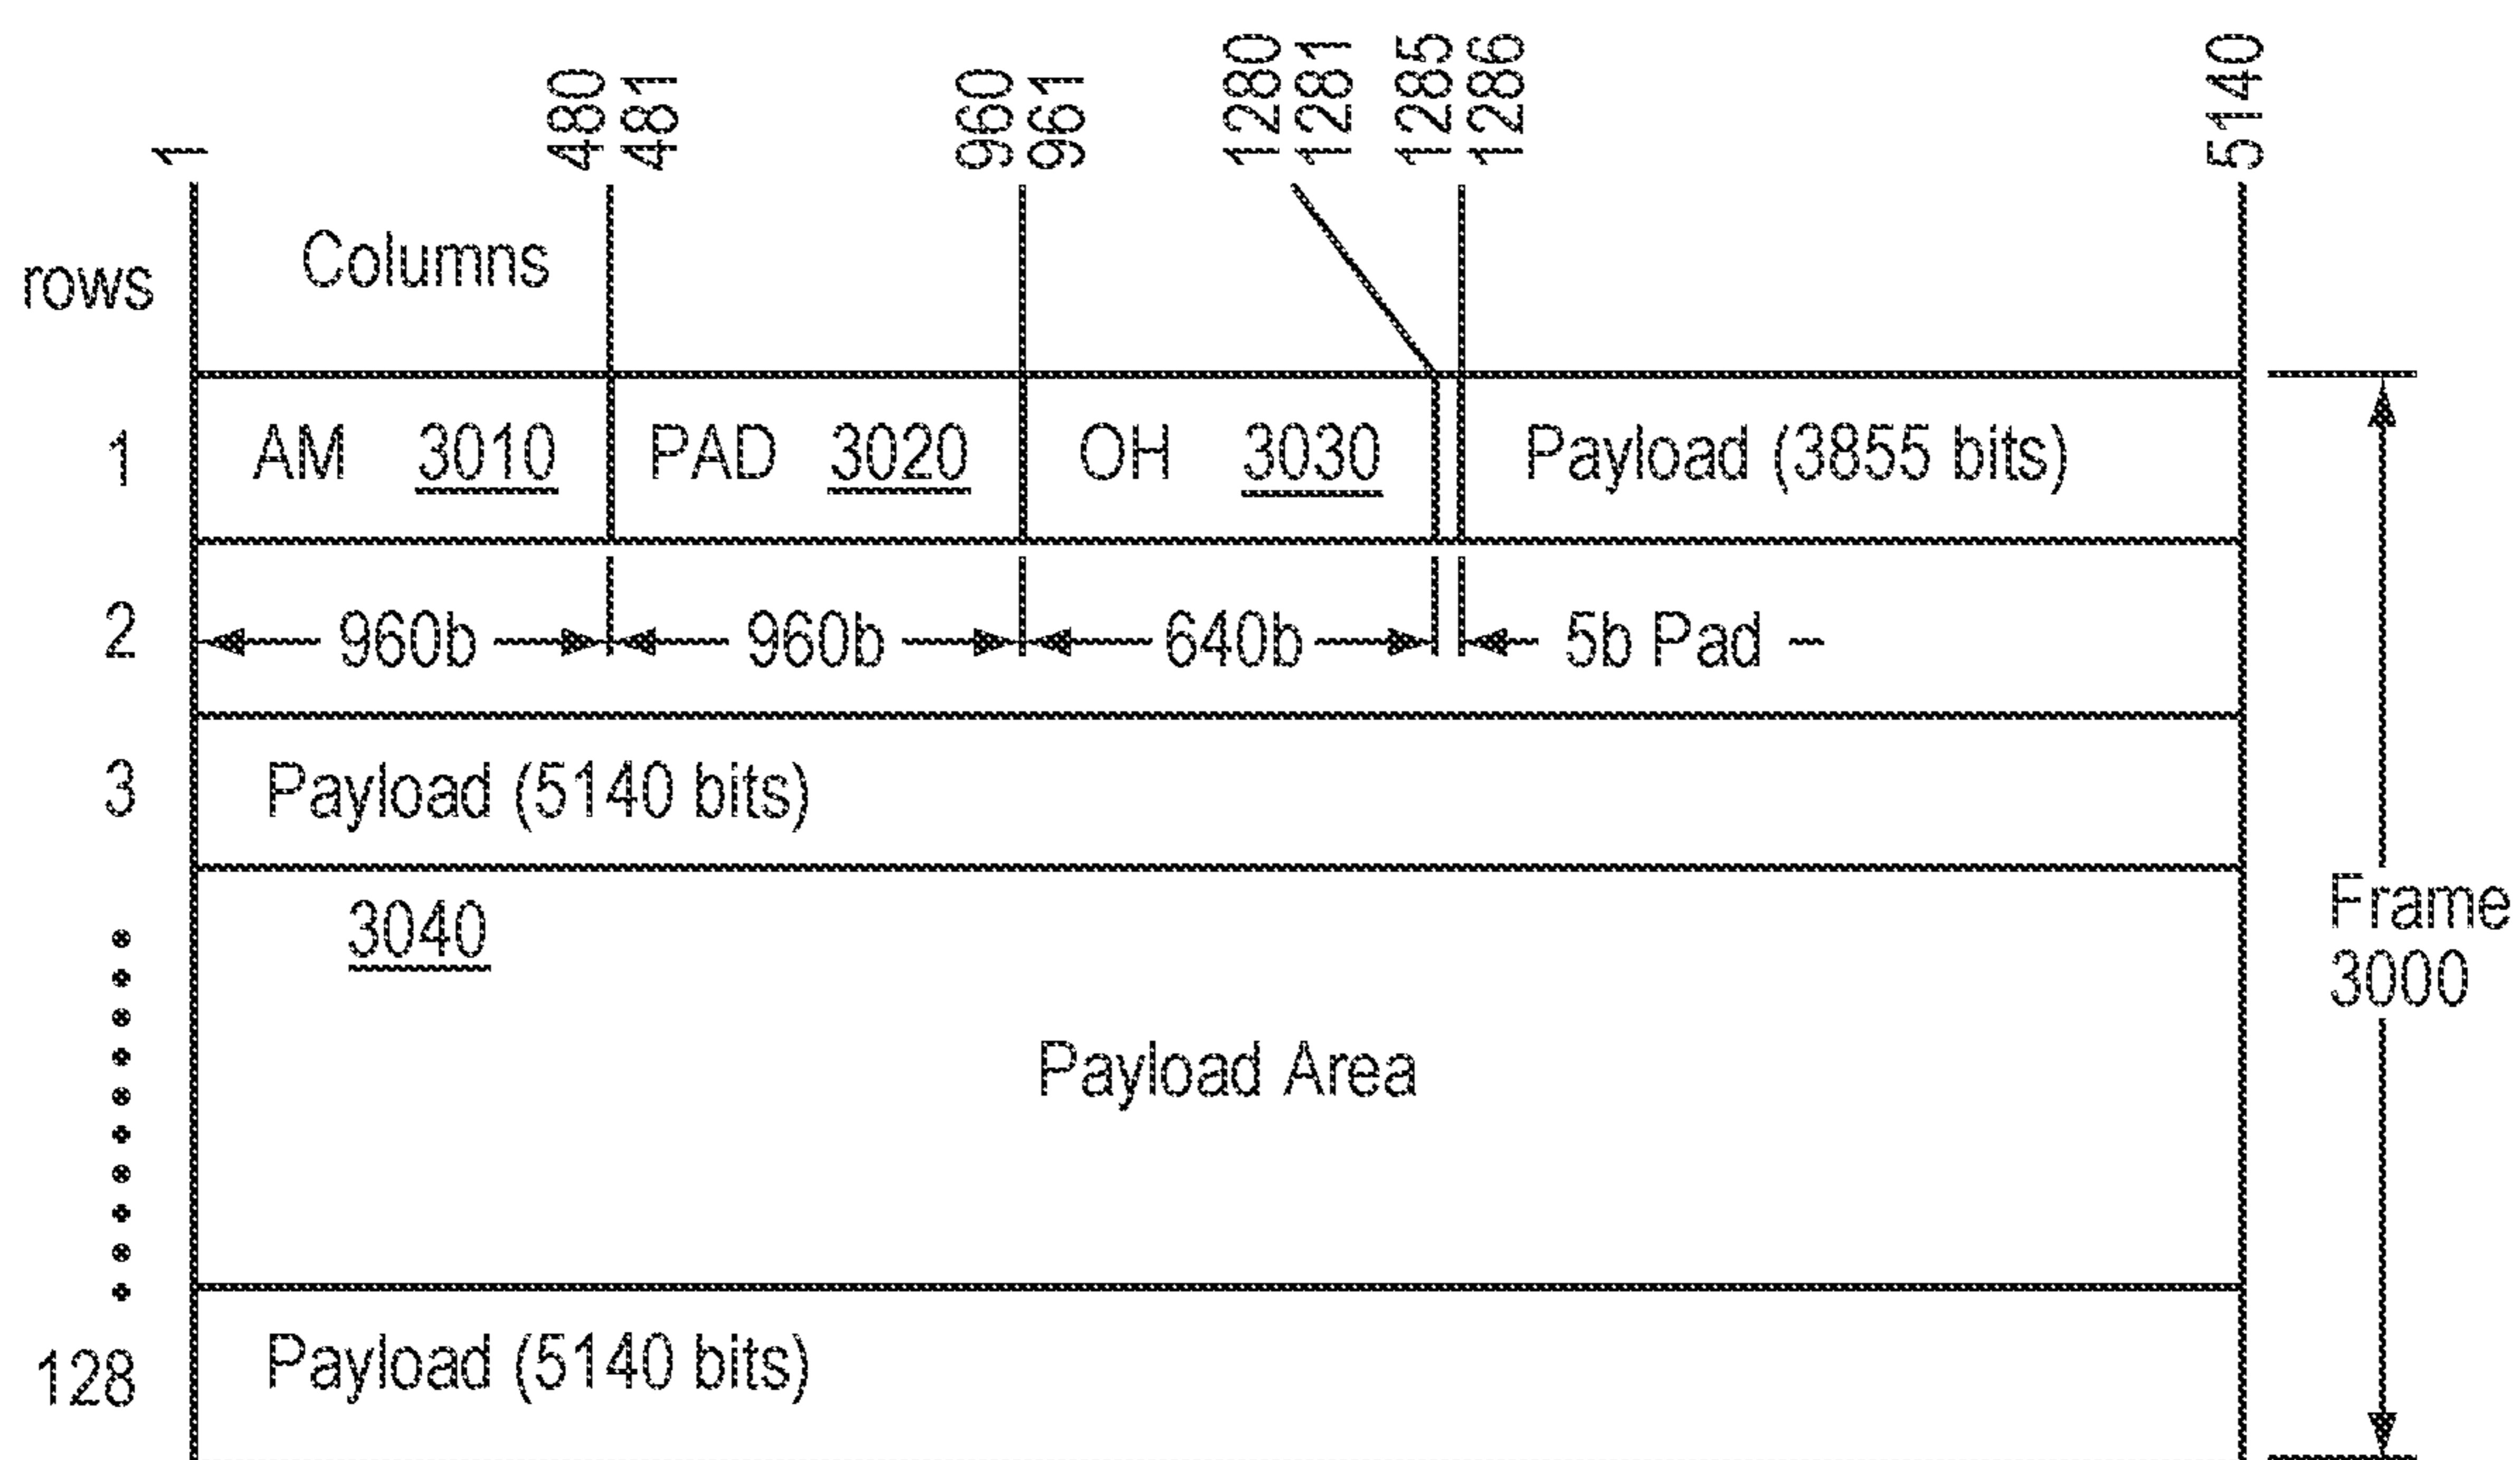 1
480
481
960
961
1280
1281
1285
1286
5140
rows
Columns
1
AM 3010
PAD 3020
OH 3030
Payload (3855 bits)
2
960b
960b
640b
5b Pad
3
Payload (5140 bits)
3040
Payload Area
Frame
3000
128
Payload (5140 bits)